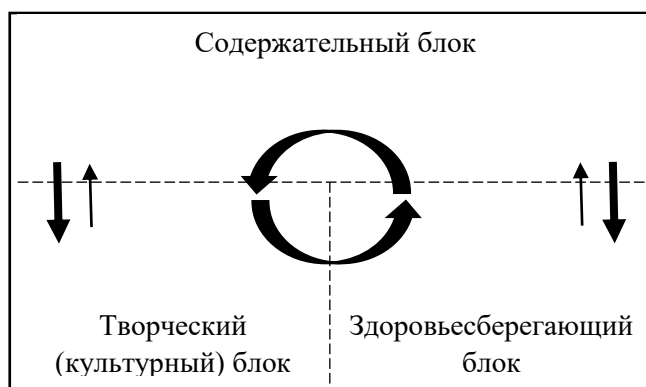 Содержательный блок
Творческий
(культурный) блок
Здоровьесберегающий
блок